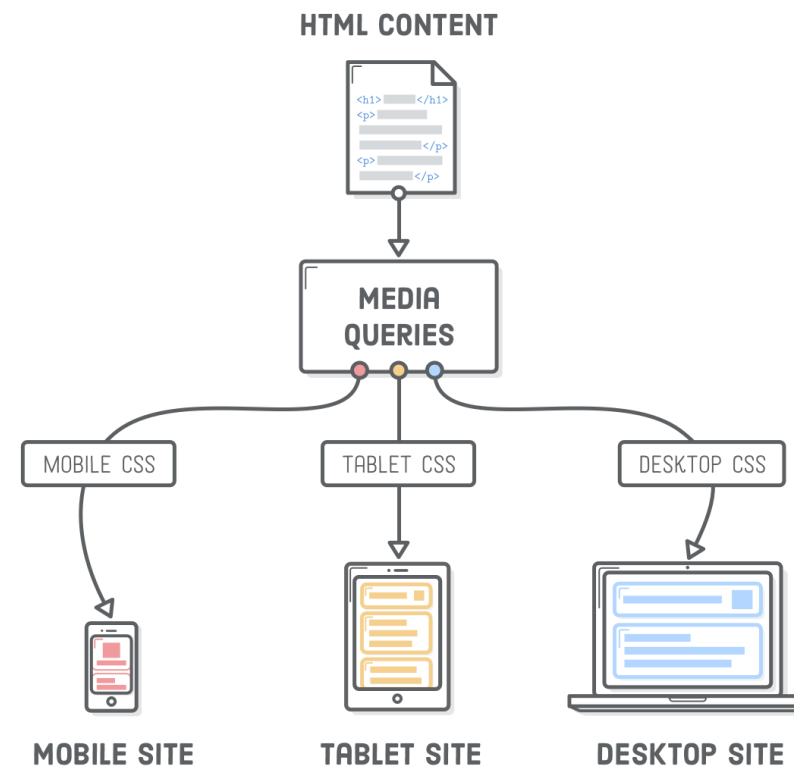 HTML CONTENT
<h1> </h1>
<p>
</p>
<p>
</p>
MEDIA
QUERIES
MOBILE CSS
TABLET CSS
DESKTOP CSS
MOBILE SITE
TABLET SITE
DESKTOP SITE